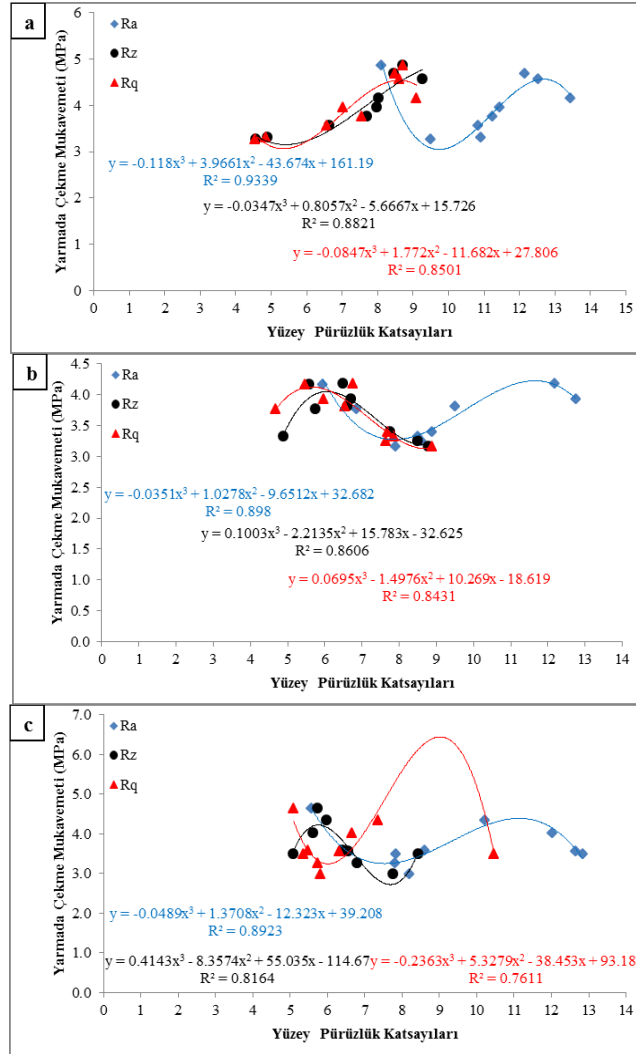 a
Ra
Rz
Rq
Yarmada Çekme Mukavemeti (MPa)
6
5
4
3
2
1
0
y = -0.118x³ + 3.9661x² - 43.674x + 161.19
R² = 0.9339
y = -0.0347x³ + 0.8057x² - 5.6667x + 15.726
R² = 0.8821
y = -0.0847x³ + 1.772x² - 11.682x + 27.806
R² = 0.8501
0 1 2 3 4 5 6 7 8 9 10 11 12 13 14 15
Yüzey Pürüzlük Katsayıları
b
Ra
Rz
Rq
Yarmada Çekme Mukavemeti (MPa)
4.5
4.0
3.5
3.0
2.5
2.0
1.5
1.0
0.5
0.0
y = -0.0351x³ + 1.0278x² - 9.6512x + 32.682
R² = 0.898
y = 0.1003x³ - 2.2135x² + 15.783x - 32.625
R² = 0.8606
y = 0.0695x³ - 1.4976x² + 10.269x - 18.619
R² = 0.8431
0 1 2 3 4 5 6 7 8 9 10 11 12 13 14
Yüzey Pürüzlük Katsayıları
c
Ra
Rz
Rq
Yarmada Çekme Mukavemeti (MPa)
7.0
6.0
5.0
4.0
3.0
2.0
1.0
0.0
y = -0.0489x³ + 1.3708x² - 12.323x + 39.208
R² = 0.8923
y = 0.4143x³ - 8.3574x² + 55.035x - 114.67
R² = 0.8164
y = -0.2363x³ + 5.3279x² - 38.453x + 93.18
R² = 0.7611
0 1 2 3 4 5 6 7 8 9 10 11 12 13 14
Yüzey Pürüzlük Katsayıları